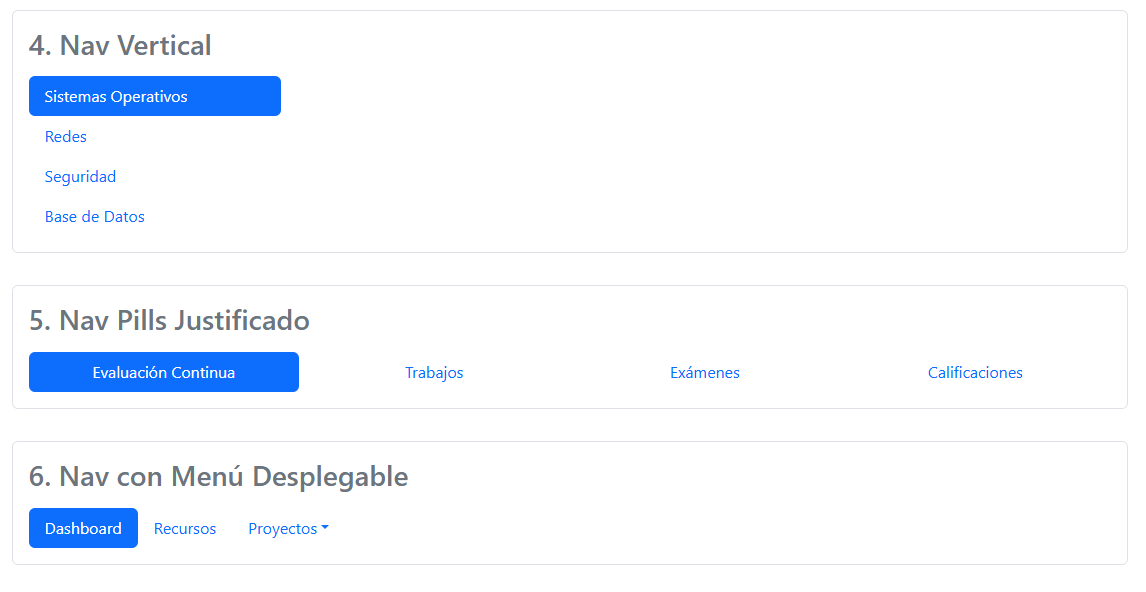 4. Nav Vertical
Sistemas Operativos
Redes
Seguridad
Base de Datos
5. Nav Pills Justificado
Evaluación Continua Trabajos Exámenes Calificaciones
6. Nav con Menú Desplegable
Dashboard Recursos Proyectos